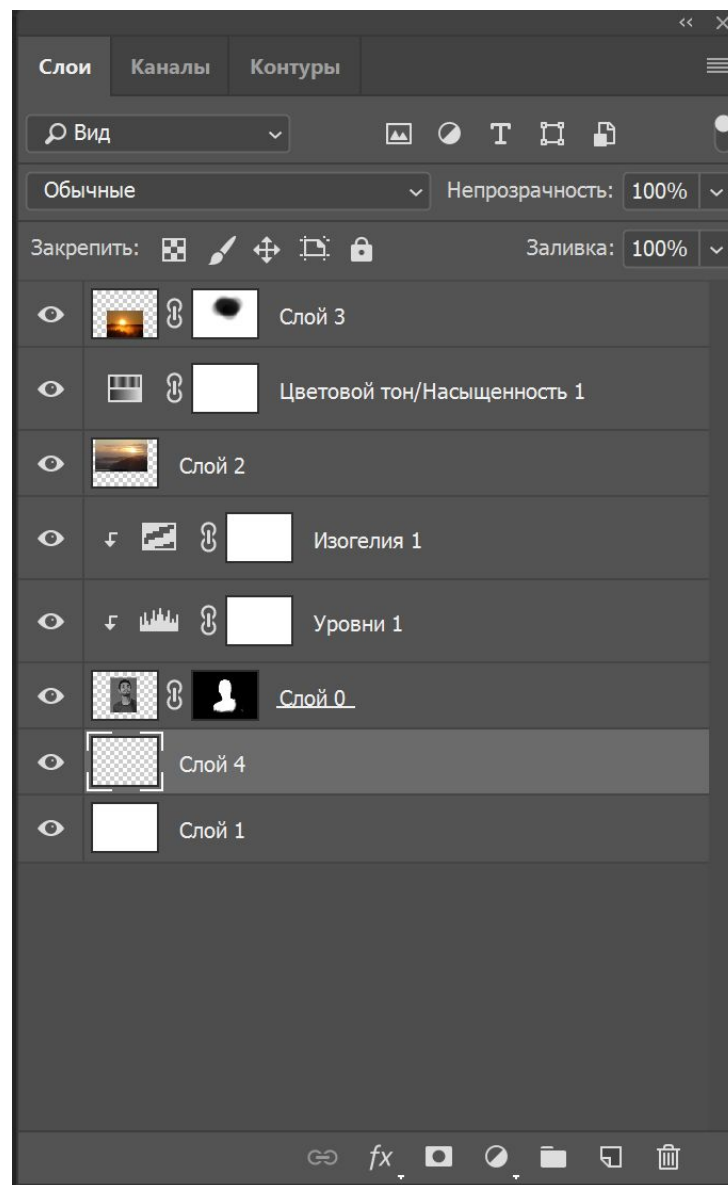 Слои Каналы Контуры
Вид
Обычные Непрозрачность: 100%
Закрепить: Заливка: 100%
Слой 3
Цветовой тон/Насыщенность 1
Слой 2
Изогелия 1
Уровни 1
Слой 0
Слой 4
Слой 1
fx